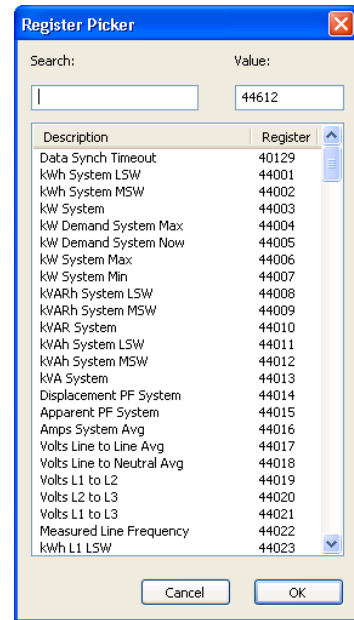 Register Picker
Search: Value:
44612
Description Register
Data Synch Timeout 40129
kWh System LSW 44001
kWh System MSW 44002
kW System 44003
kW Demand System Max 44004
kW Demand System Now 44005
kW System Max 44006
kW System Min 44007
kVARh System LSW 44008
kVARh System MSW 44009
kVAR System 44010
kVAh System LSW 44011
kVAh System MSW 44012
kVA System 44013
Displacement PF System 44014
Apparent PF System 44015
Amps System Avg 44016
Volts Line to Line Avg 44017
Volts Line to Neutral Avg 44018
Volts L1 to L2 44019
Volts L2 to L3 44020
Volts L1 to L3 44021
Measured Line Frequency 44022
kWh L1 LSW 44023
Cancel OK